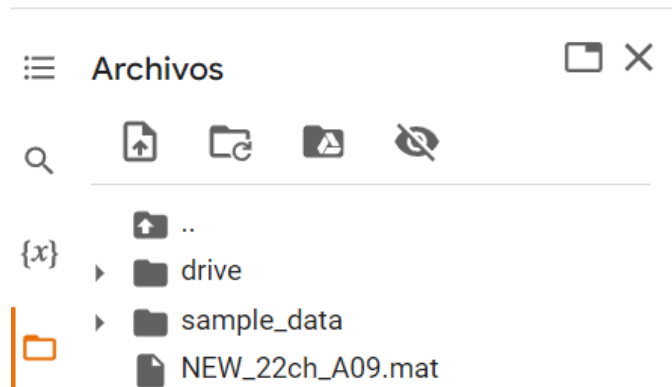 Archivos
..
{x}
drive
sample_data
NEW_22ch_A09.mat